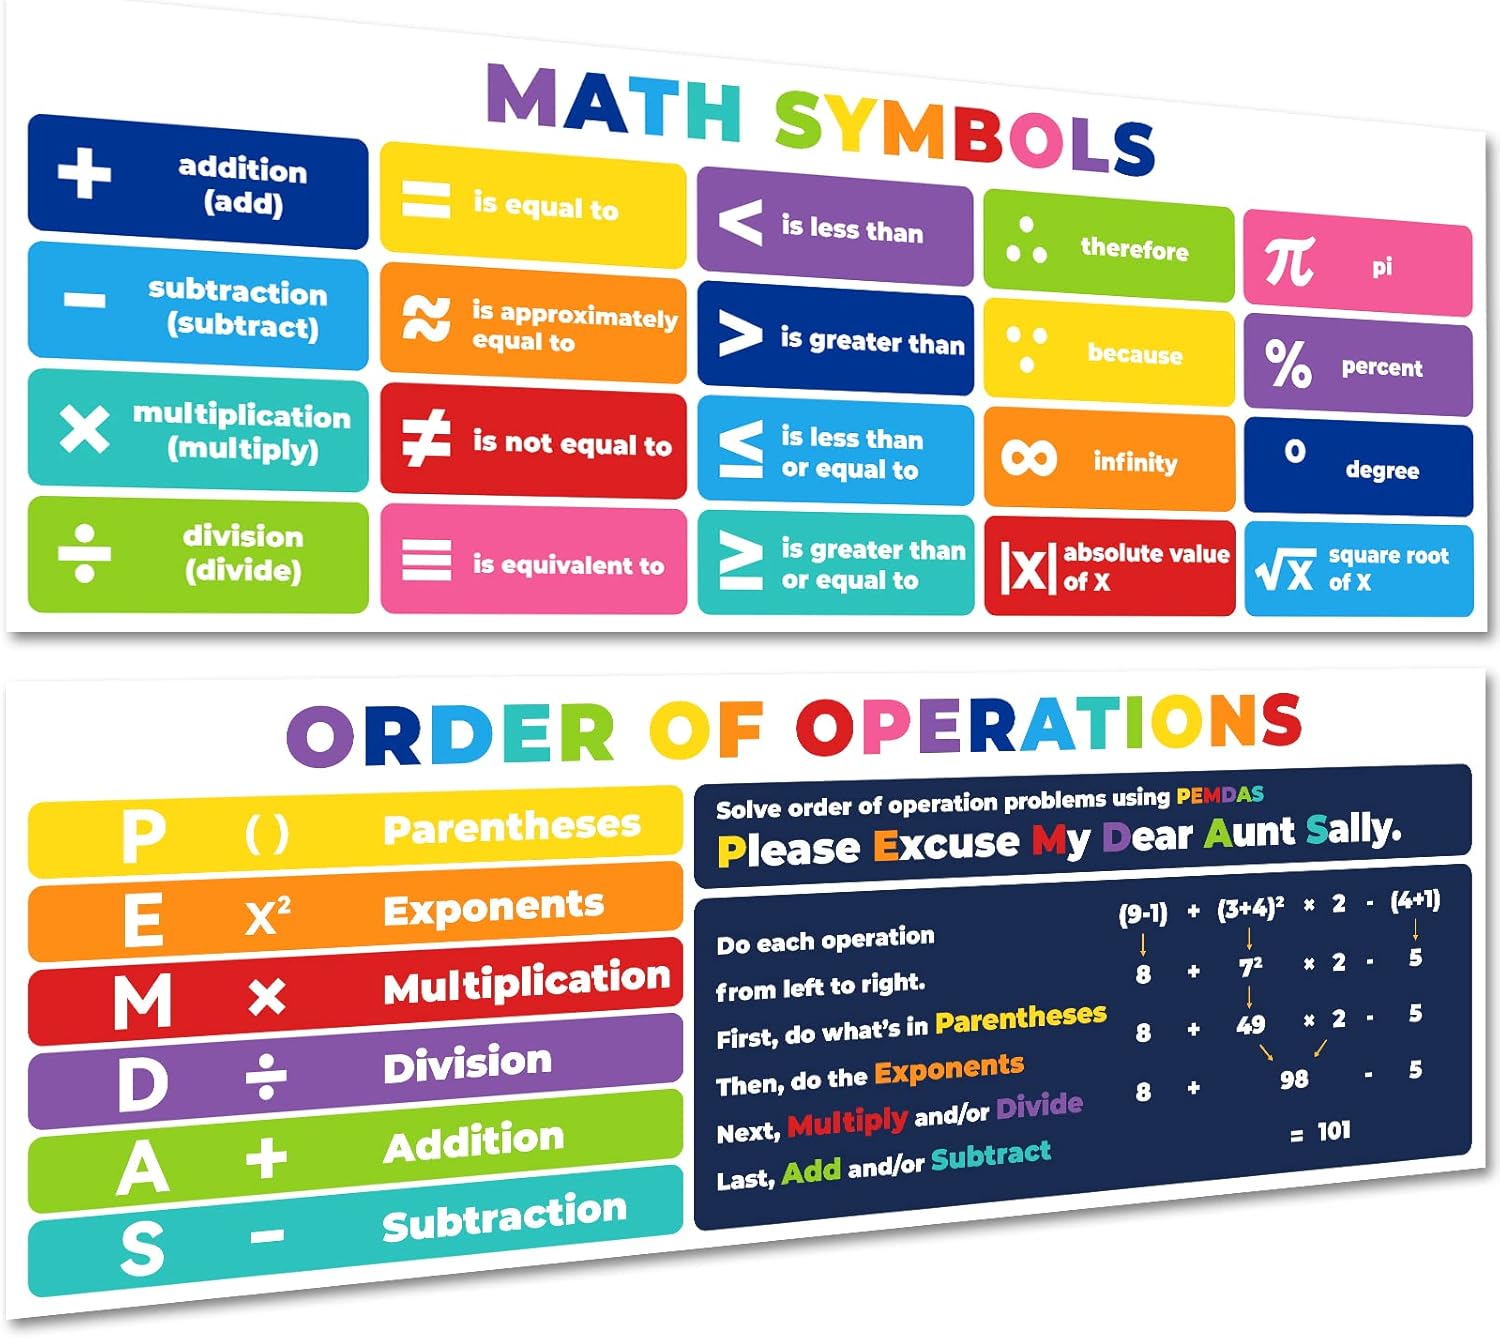 MATH SYMBOLS
+ addition
(add)
− subtraction
(subtract)
× multiplication
(multiply)
÷ division
(divide)
= is equal to
≈ is approximately
equal to
≠ is not equal to
≡ is equivalent to
< is less than
> is greater than
≤ is less than
or equal to
≥ is greater than
or equal to
∴ therefore
∵ because
∞ infinity
|x| absolute value
of X
π pi
% percent
° degree
√x square root
of X
ORDER OF OPERATIONS
P ( ) Parentheses
E X² Exponents
M × Multiplication
D ÷ Division
A + Addition
S − Subtraction
Solve order of operation problems using PEMDAS
Please Excuse My Dear Aunt Sally.
Do each operation
from left to right.
First, do what's in Parentheses
Then, do the Exponents
Next, Multiply and/or Divide
Last, Add and/or Subtract
(9-1) + (3+4)² × 2 - (4+1)
8 + 7² × 2 - 5
8 + 49 × 2 - 5
8 + 98 - 5
= 101